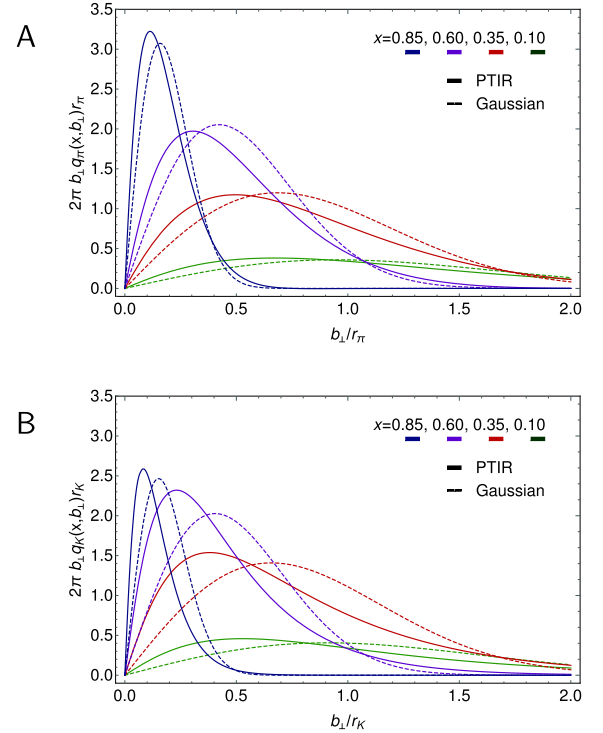 A
3.5
3.0
2.5
2.0
1.5
1.0
0.5
0.0
2π b⊥qπ(x,b⊥)rπ
x=0.85, 0.60, 0.35, 0.10
PTIR
Gaussian
0.0 0.5 1.0 1.5 2.0
b⊥/rπ
B
3.5
3.0
2.5
2.0
1.5
1.0
0.5
0.0
2π b⊥qK(x,b⊥)rK
x=0.85, 0.60, 0.35, 0.10
PTIR
Gaussian
0.0 0.5 1.0 1.5 2.0
b⊥/rK